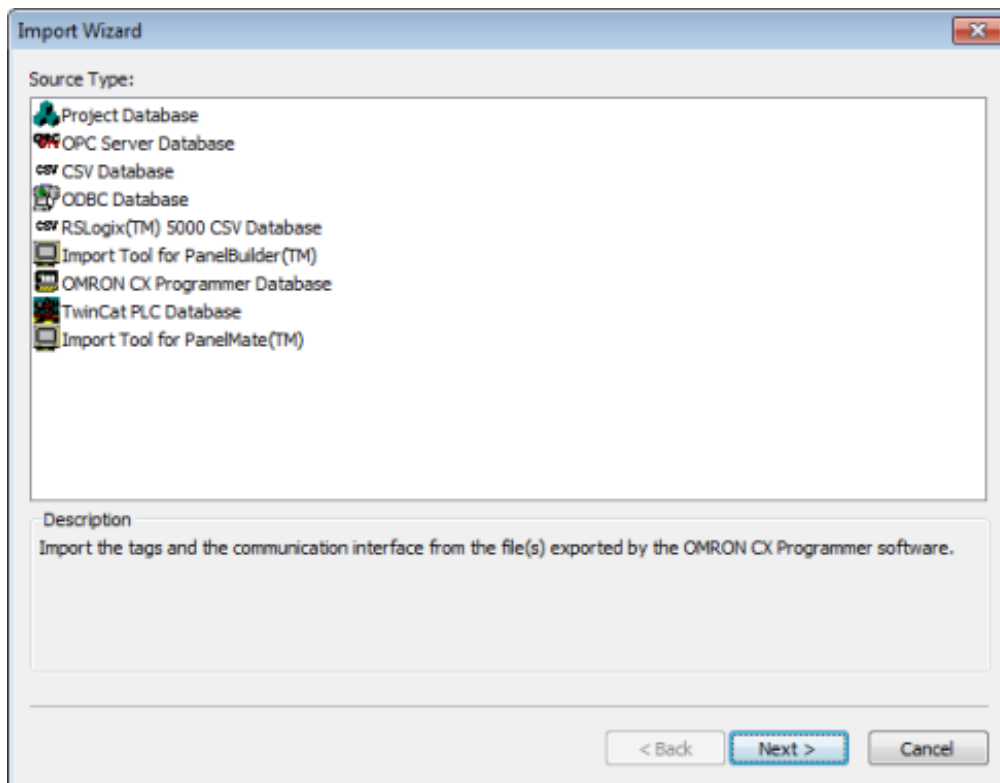 Import Wizard
Source Type:
Project Database
OPC Server Database
CSV CSV Database
ODBC Database
CSV RSLogix(TM) 5000 CSV Database
Import Tool for PanelBuilder(TM)
OMRON CX Programmer Database
TwinCat PLC Database
Import Tool for PanelMate(TM)
Description
Import the tags and the communication interface from the file(s) exported by the OMRON CX Programmer software.
< Back Next > Cancel